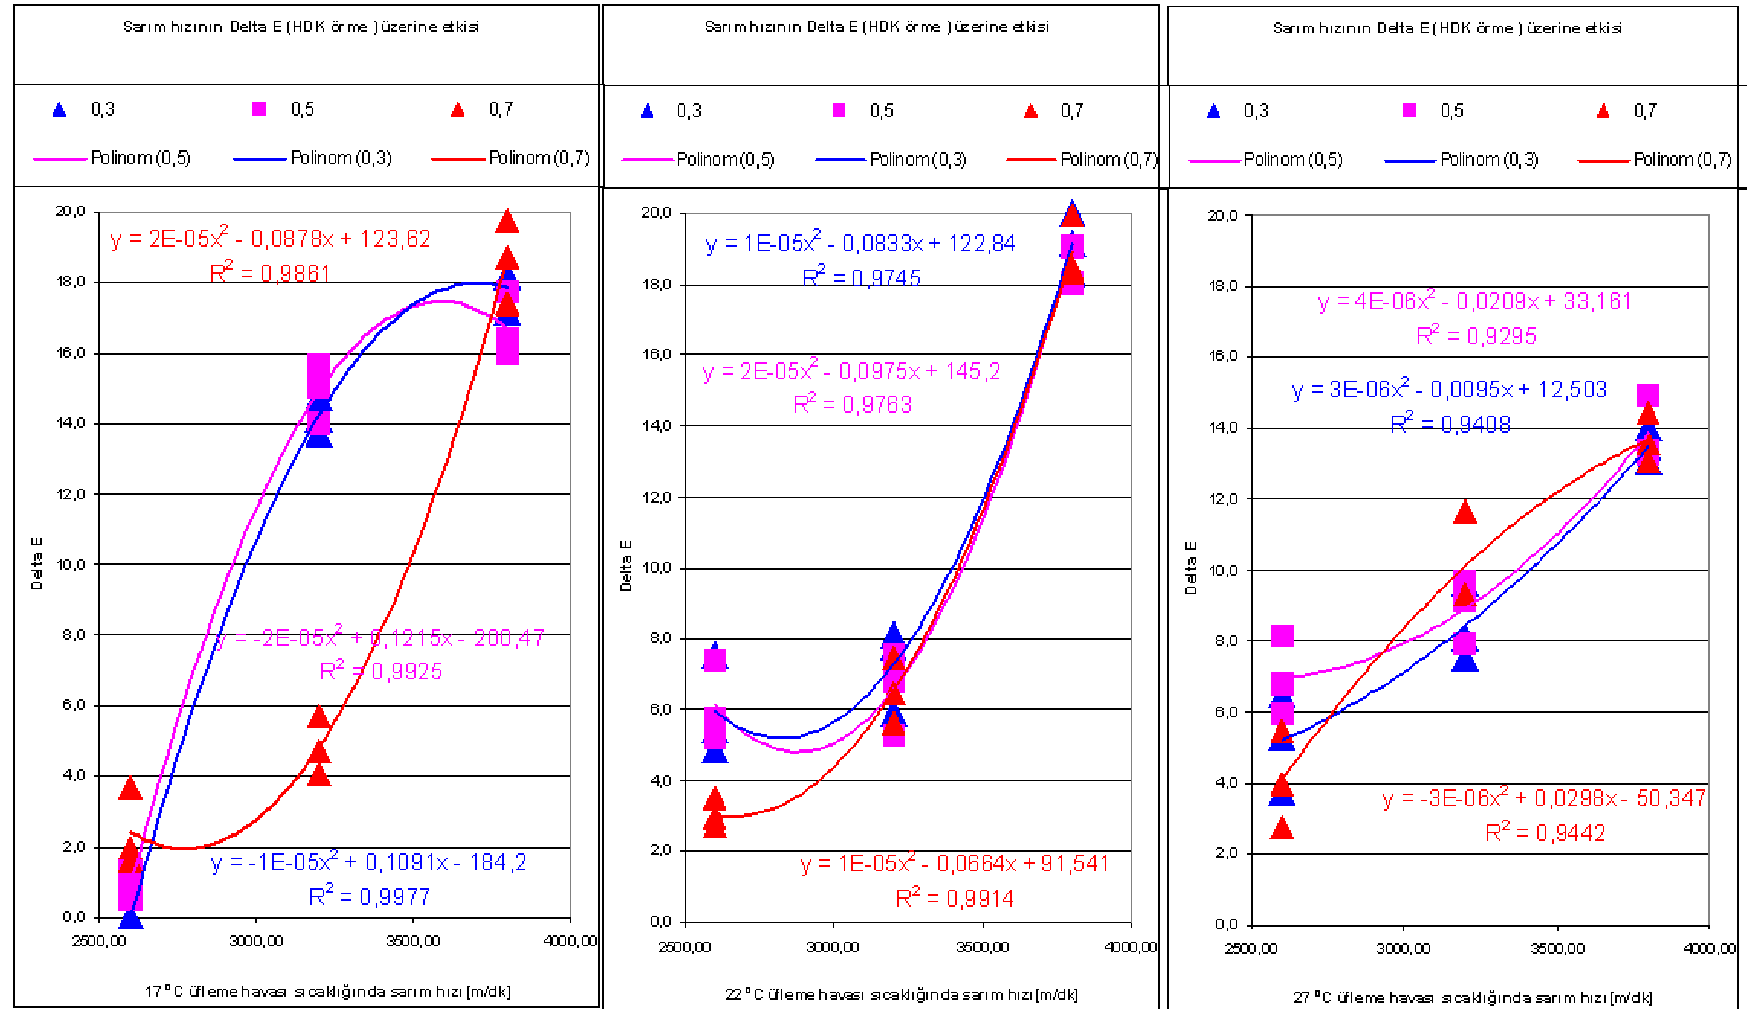 Sarım hızının Delta E (HDK örme ) üzerine etkisi
0,3 0,5 0,7
Polinom (0,5) Polinom (0,3) Polinom (0,7)
20,0
18,0
16,0
14,0
12,0
10,0
8,0
6,0
4,0
2,0
0,0
Delta E
y = 2E-05x² - 0,0878x + 123,62
R² = 0,9861
y = -2E-05x² + 0,1215x - 200,47
R² = 0,9925
y = -1E-05x² + 0,1091x - 184,2
R² = 0,9977
2500,00 3000,00 3500,00 4000,00
17 °C üfleme havası sıcaklığında sarım hızı [m/dk]
Sarım hızının Delta E (HDK örme ) üzerine etkisi
0,3 0,5 0,7
Polinom (0,5) Polinom (0,3) Polinom (0,7)
20,0
18,0
16,0
14,0
12,0
10,0
8,0
6,0
4,0
2,0
0,0
Delta E
y = 1E-05x² - 0,0833x + 122,84
R² = 0,9745
y = 2E-05x² - 0,0975x + 145,2
R² = 0,9763
y = 1E-05x² - 0,0664x + 91,541
R² = 0,9914
2500,00 3000,00 3500,00 4000,00
22 °C üfleme havası sıcaklığında sarım hızı [m/dk]
Sarım hızının Delta E (HDK örme ) üzerine etkisi
0,3 0,5 0,7
Polinom (0,5) Polinom (0,3) Polinom (0,7)
20,0
18,0
16,0
14,0
12,0
10,0
8,0
6,0
4,0
2,0
0,0
Delta E
y = 4E-06x² - 0,0209x + 33,161
R² = 0,9295
y = 3E-06x² - 0,0095x + 12,503
R² = 0,9408
y = -3E-06x² + 0,0298x - 50,347
R² = 0,9442
2500,00 3000,00 3500,00 4000,00
27 °C üfleme havası sıcaklığında sarım hızı [m/dk]